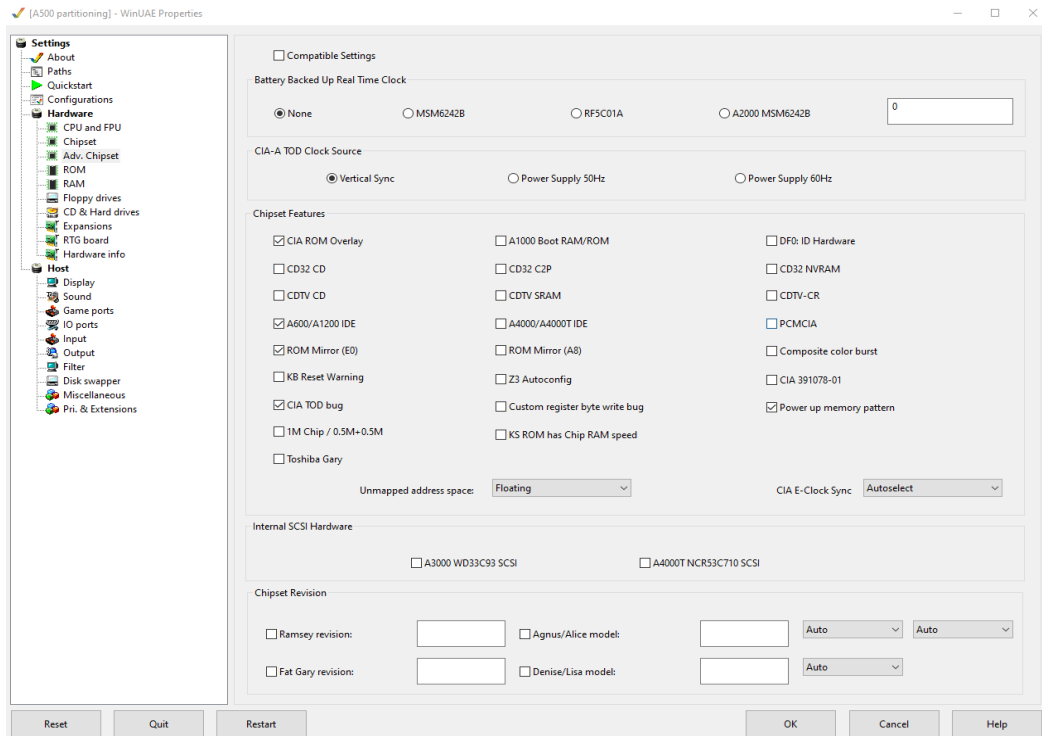 [A500 partitioning] - WinUAE Properties
Settings
About
Paths
Quickstart
Configurations
Hardware
CPU and FPU
Chipset
Adv. Chipset
ROM
RAM
Floppy drives
CD & Hard drives
Expansions
RTG board
Hardware info
Host
Display
Sound
Game ports
IO ports
Input
Output
Filter
Disk swapper
Miscellaneous
Pri. & Extensions
Compatible Settings
Battery Backed Up Real Time Clock
None MSM6242B RF5C01A A2000 MSM6242B 0
CIA-A TOD Clock Source
Vertical Sync Power Supply 50Hz Power Supply 60Hz
Chipset Features
CIA ROM Overlay A1000 Boot RAM/ROM DF0: ID Hardware
CD32 CD CD32 C2P CD32 NVRAM
CDTV CD CDTV SRAM CDTV-CR
A600/A1200 IDE A4000/A4000T IDE PCMCIA
ROM Mirror (E0) ROM Mirror (A8) Composite color burst
KB Reset Warning Z3 Autoconfig CIA 391078-01
CIA TOD bug Custom register byte write bug Power up memory pattern
1M Chip / 0.5M+0.5M KS ROM has Chip RAM speed
Toshiba Gary
Unmapped address space: Floating CIA E-Clock Sync Autoselect
Internal SCSI Hardware
A3000 WD33C93 SCSI A4000T NCR53C710 SCSI
Chipset Revision
Ramsey revision: Agnus/Alice model: Auto Auto
Fat Gary revision: Denise/Lisa model: Auto
Reset Quit Restart OK Cancel Help